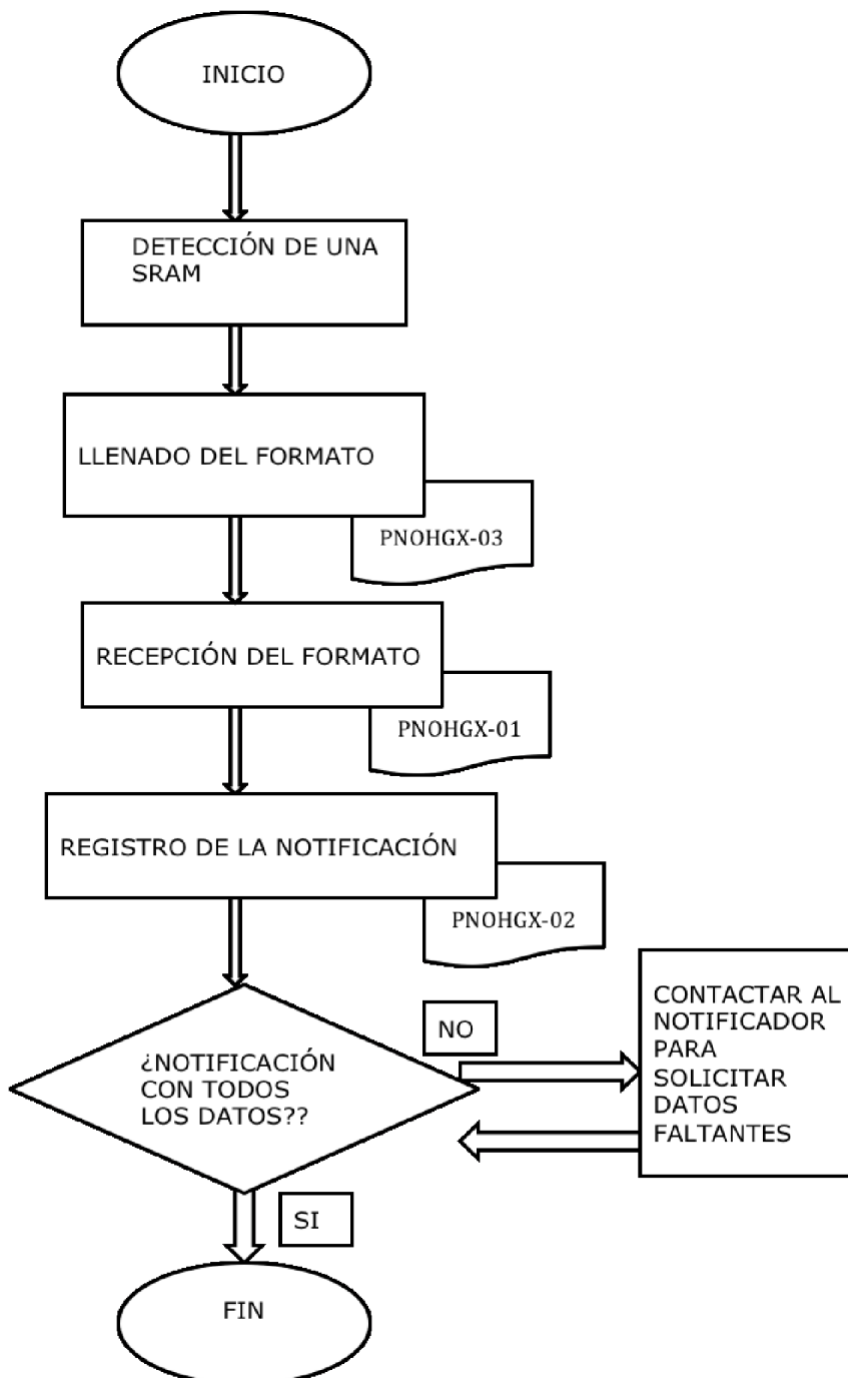 INICIO
DETECCIÓN DE UNA
SRAM
LLENADO DEL FORMATO
PNOHGX-03
RECEPCIÓN DEL FORMATO
PNOHGX-01
REGISTRO DE LA NOTIFICACIÓN
PNOHGX-02
¿NOTIFICACIÓN
CON TODOS
LOS DATOS??
NO
CONTACTAR AL
NOTIFICADOR
PARA
SOLICITAR
DATOS
FALTANTES
SI
FIN